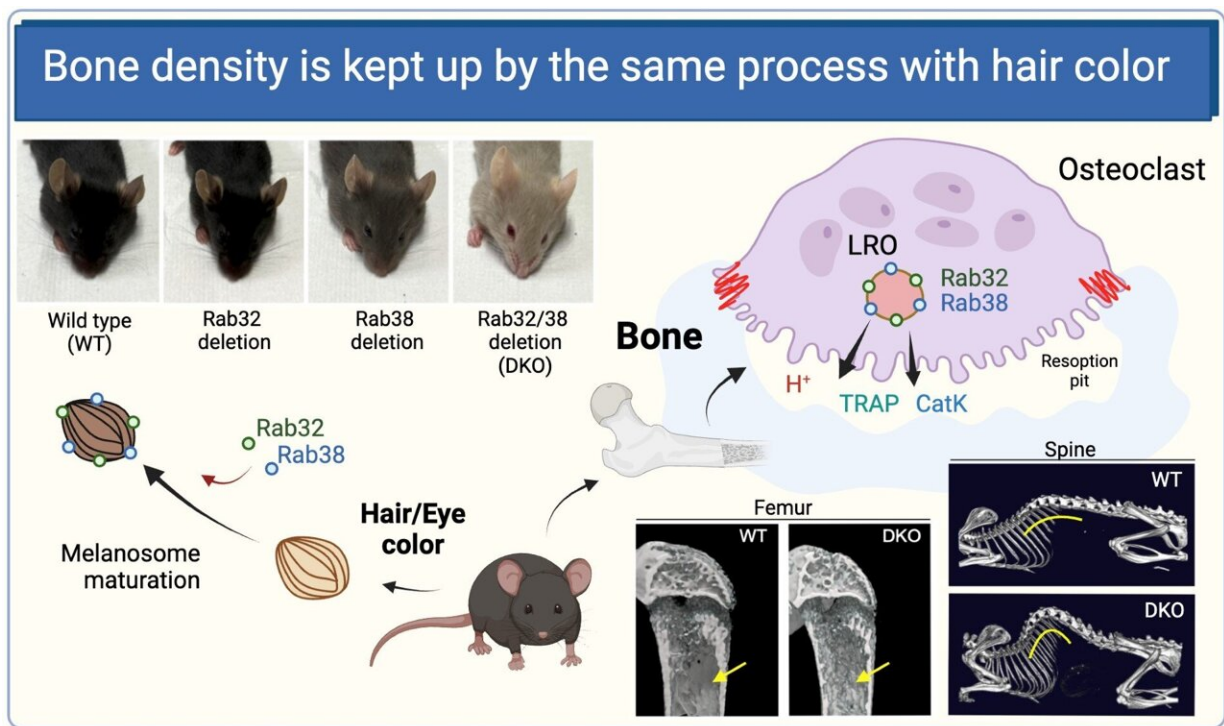 Bone density is kept up by the same process with hair color
Wild type
(WT)
Rab32
deletion
Rab38
deletion
Rab32/38
deletion
(DKO)
Osteoclast
LRO
Rab32
Rab38
Bone
H⁺
TRAP
CatK
Resoption
pit
Rab32
Rab38
Hair/Eye
color
Melanosome
maturation
Femur
WT
DKO
Spine
WT
DKO